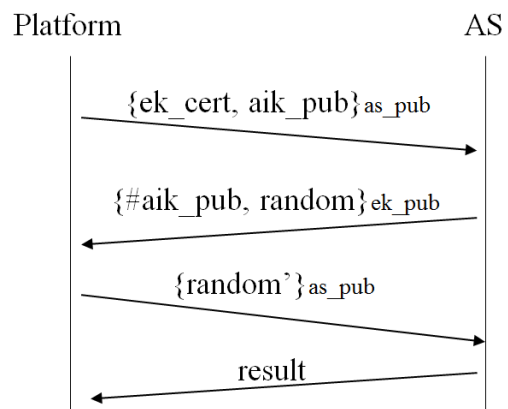 Platform AS
{ek_cert, aik_pub}as_pub
{#aik_pub, random}ek_pub
{random’}as_pub
result